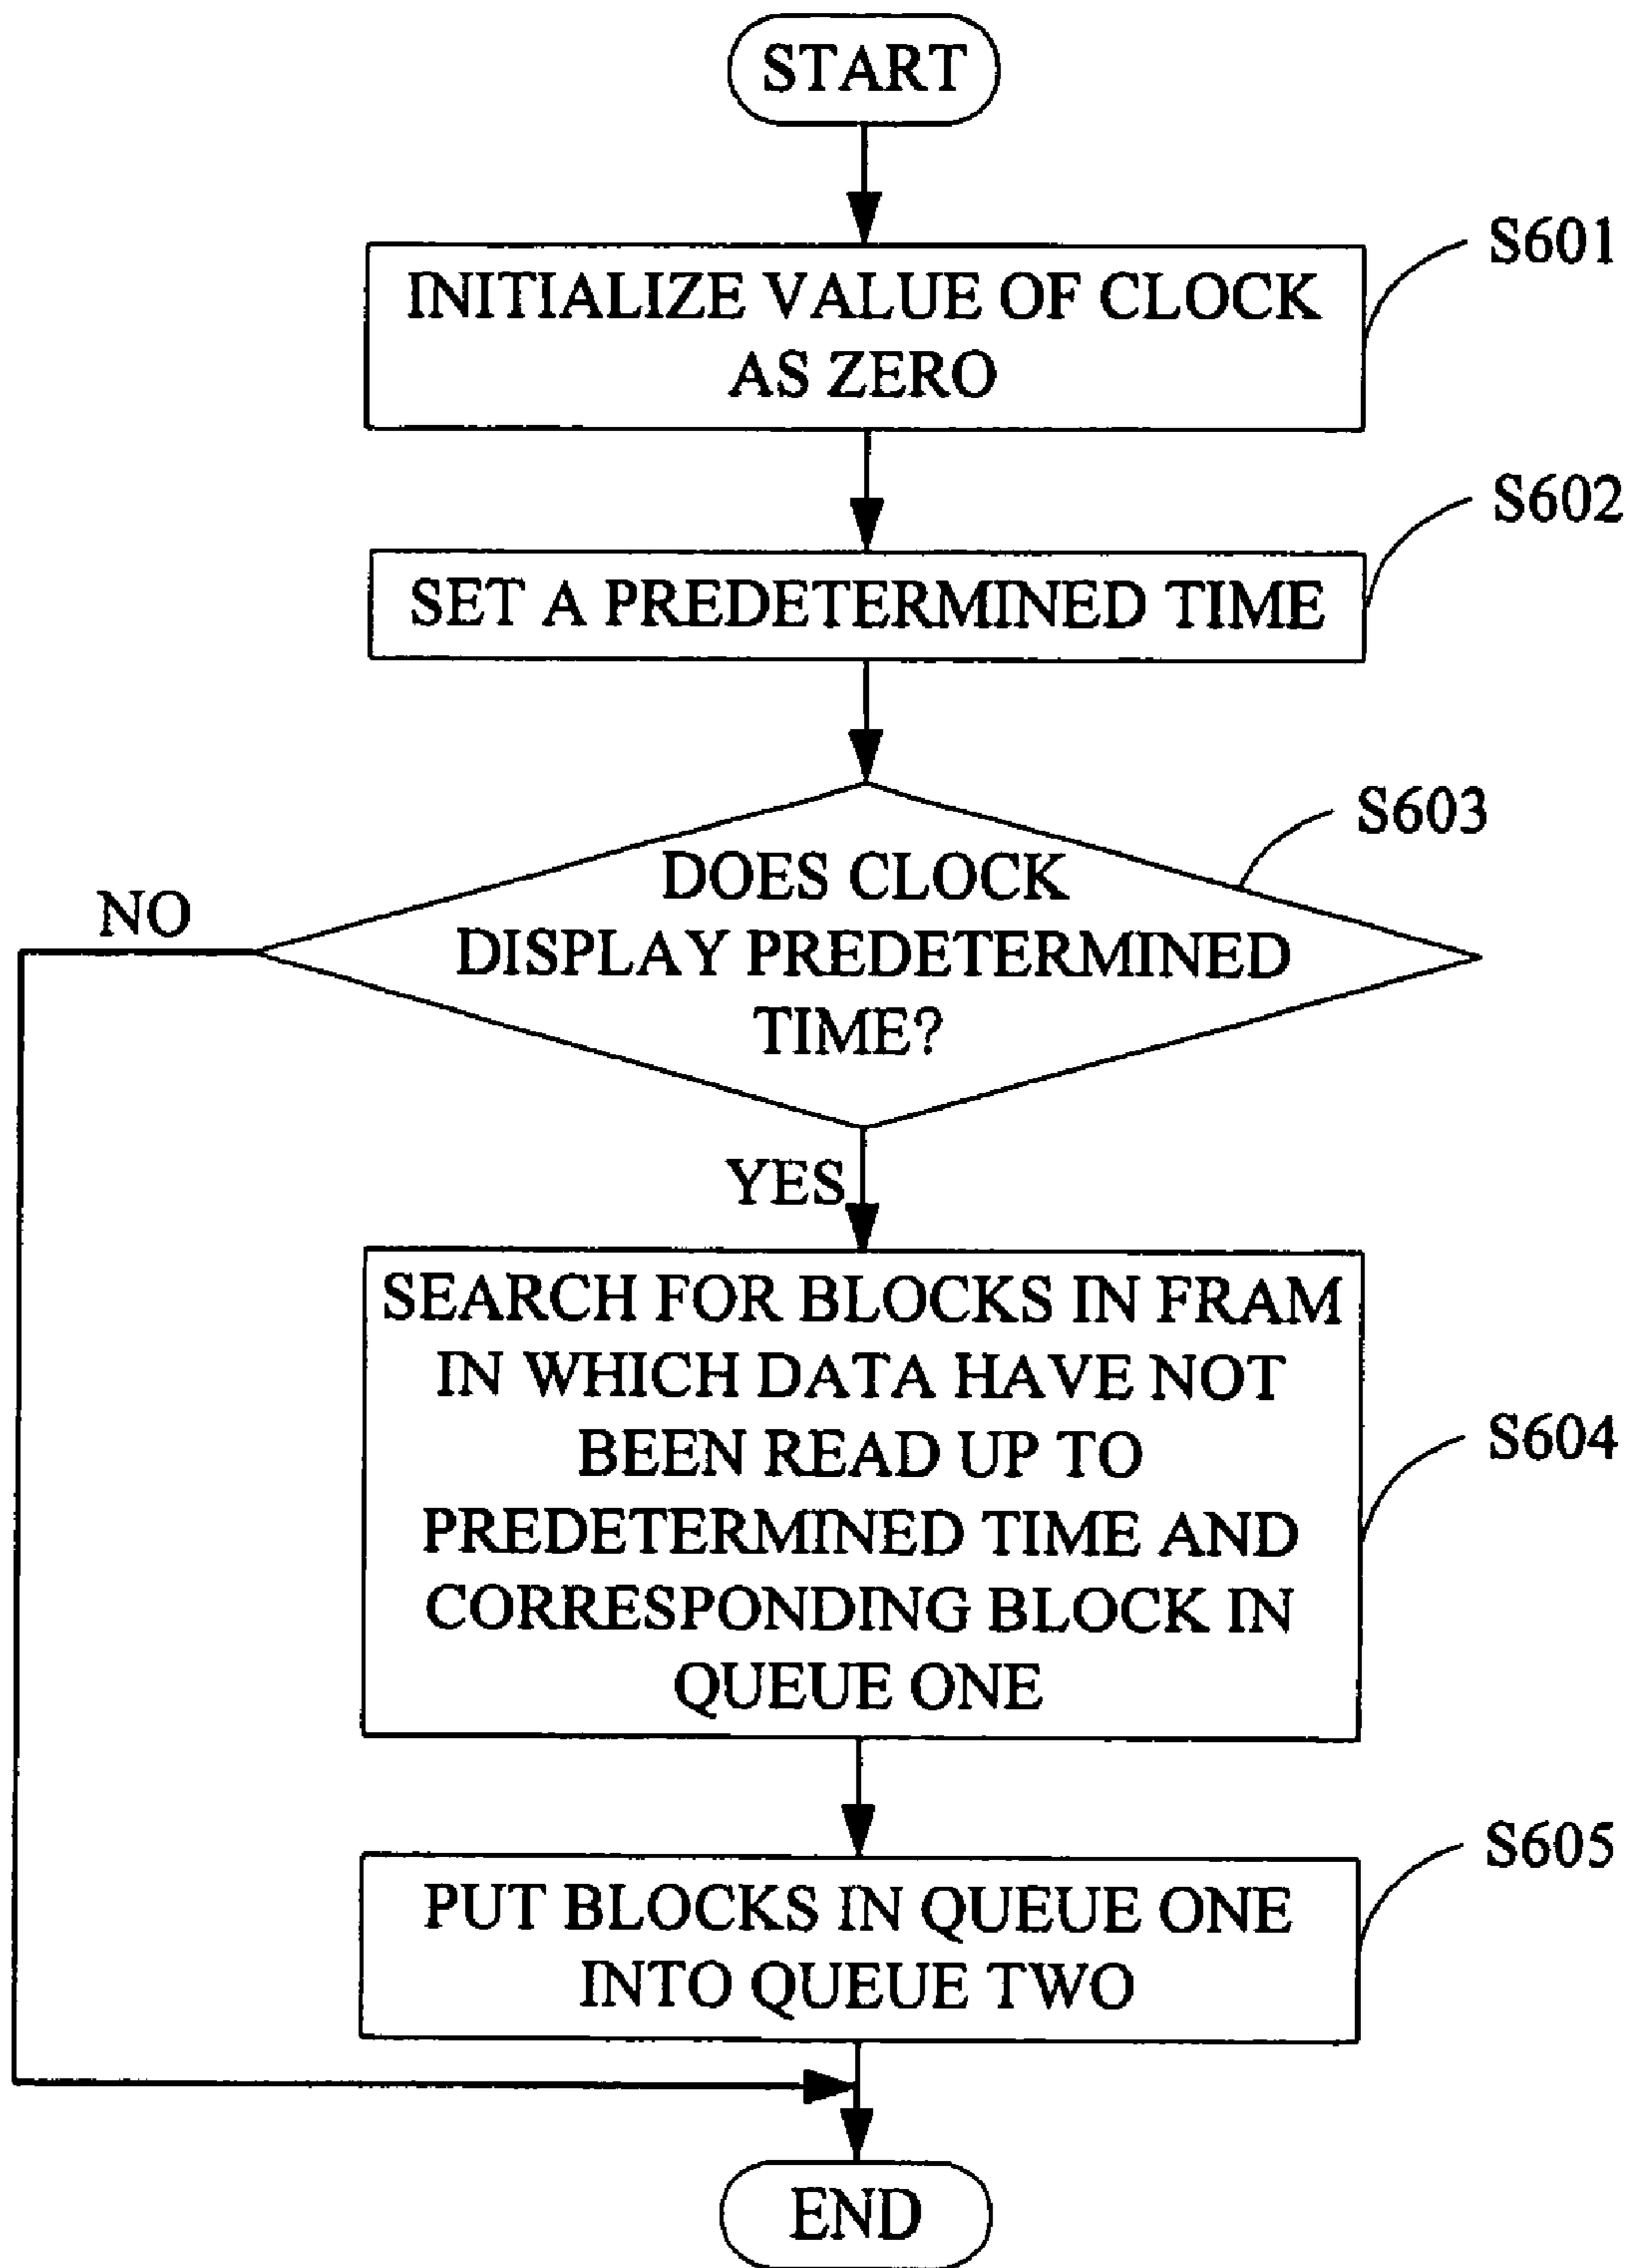 START
S601
INITIALIZE VALUE OF CLOCK
AS ZERO
S602
SET A PREDETERMINED TIME
S603
DOES CLOCK
DISPLAY PREDETERMINED
TIME?
NO
YES
SEARCH FOR BLOCKS IN FRAM
IN WHICH DATA HAVE NOT
BEEN READ UP TO
PREDETERMINED TIME AND
CORRESPONDING BLOCK IN
QUEUE ONE
S604
S605
PUT BLOCKS IN QUEUE ONE
INTO QUEUE TWO
END